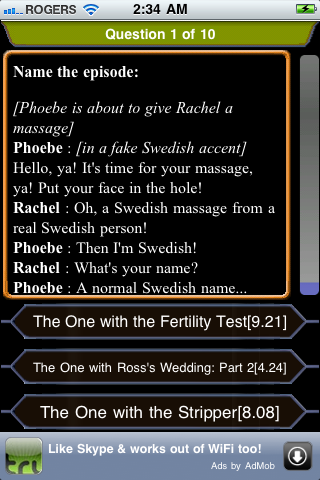 ROGERS 2:34 AM
Question 1 of 10
Name the episode:
[Phoebe is about to give Rachel a
massage]
Phoebe : [in a fake Swedish accent]
Hello, ya! It's time for your massage,
ya! Put your face in the hole!
Rachel : Oh, a Swedish massage from a
real Swedish person!
Phoebe : Then I'm Swedish!
Rachel : What's your name?
Phoebe : A normal Swedish name...
The One with the Fertility Test[9.21]
The One with Ross's Wedding: Part 2[4.24]
The One with the Stripper[8.08]
Like Skype & works out of WiFi too!
Ads by AdMob